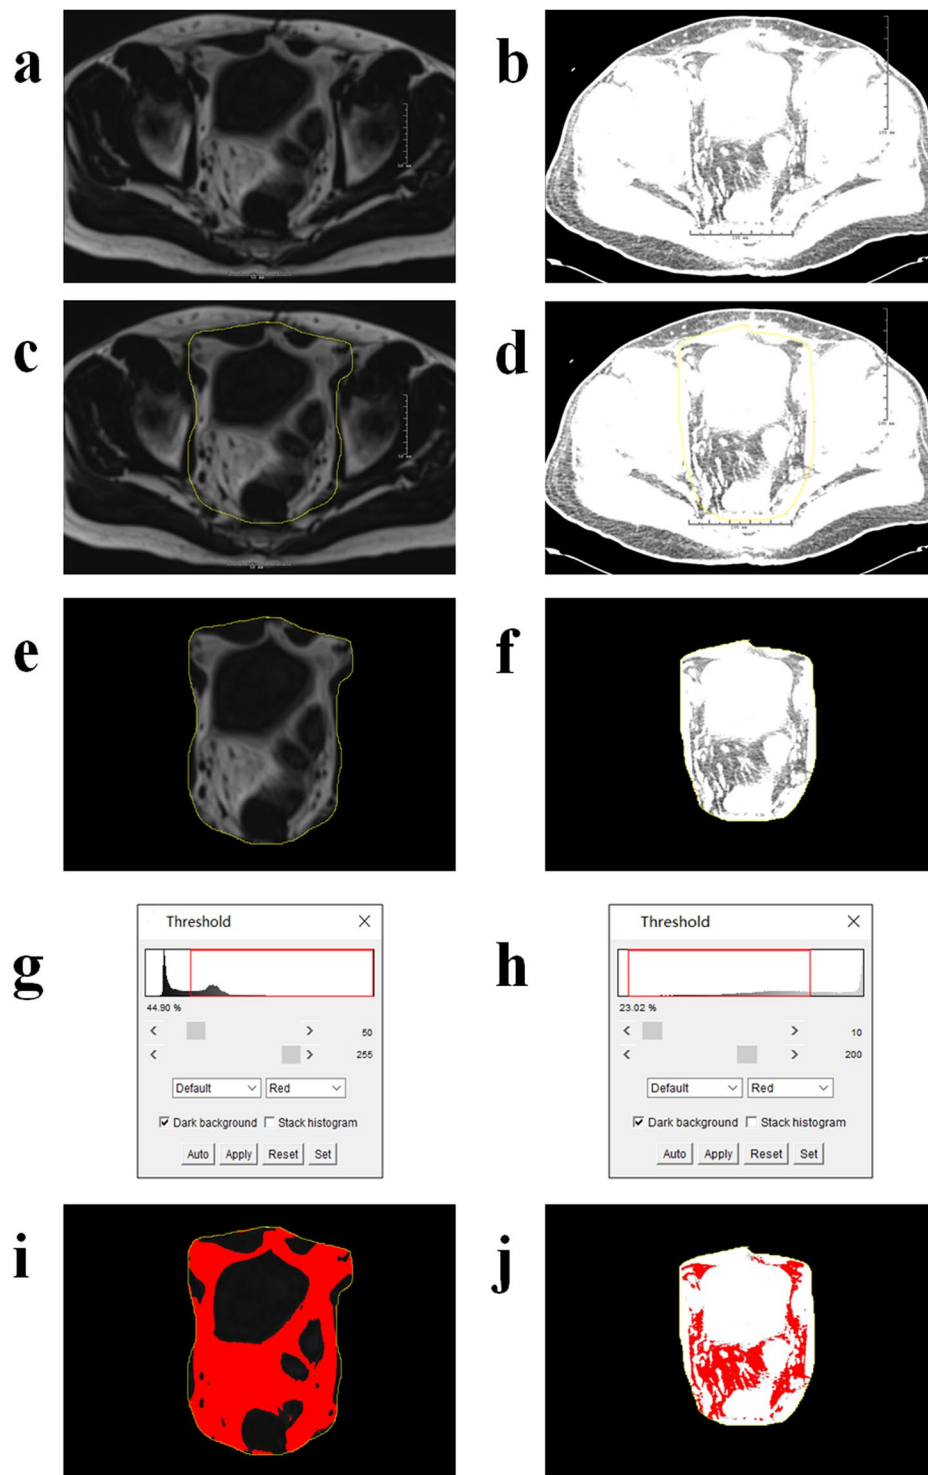 a
b
c
d
e
f
g
Threshold
44.90 %
50
255
Default
Red
Dark background
Stack histogram
Auto
Apply
Reset
Set
h
Threshold
23.02 %
10
200
Default
Red
Dark background
Stack histogram
Auto
Apply
Reset
Set
i
j